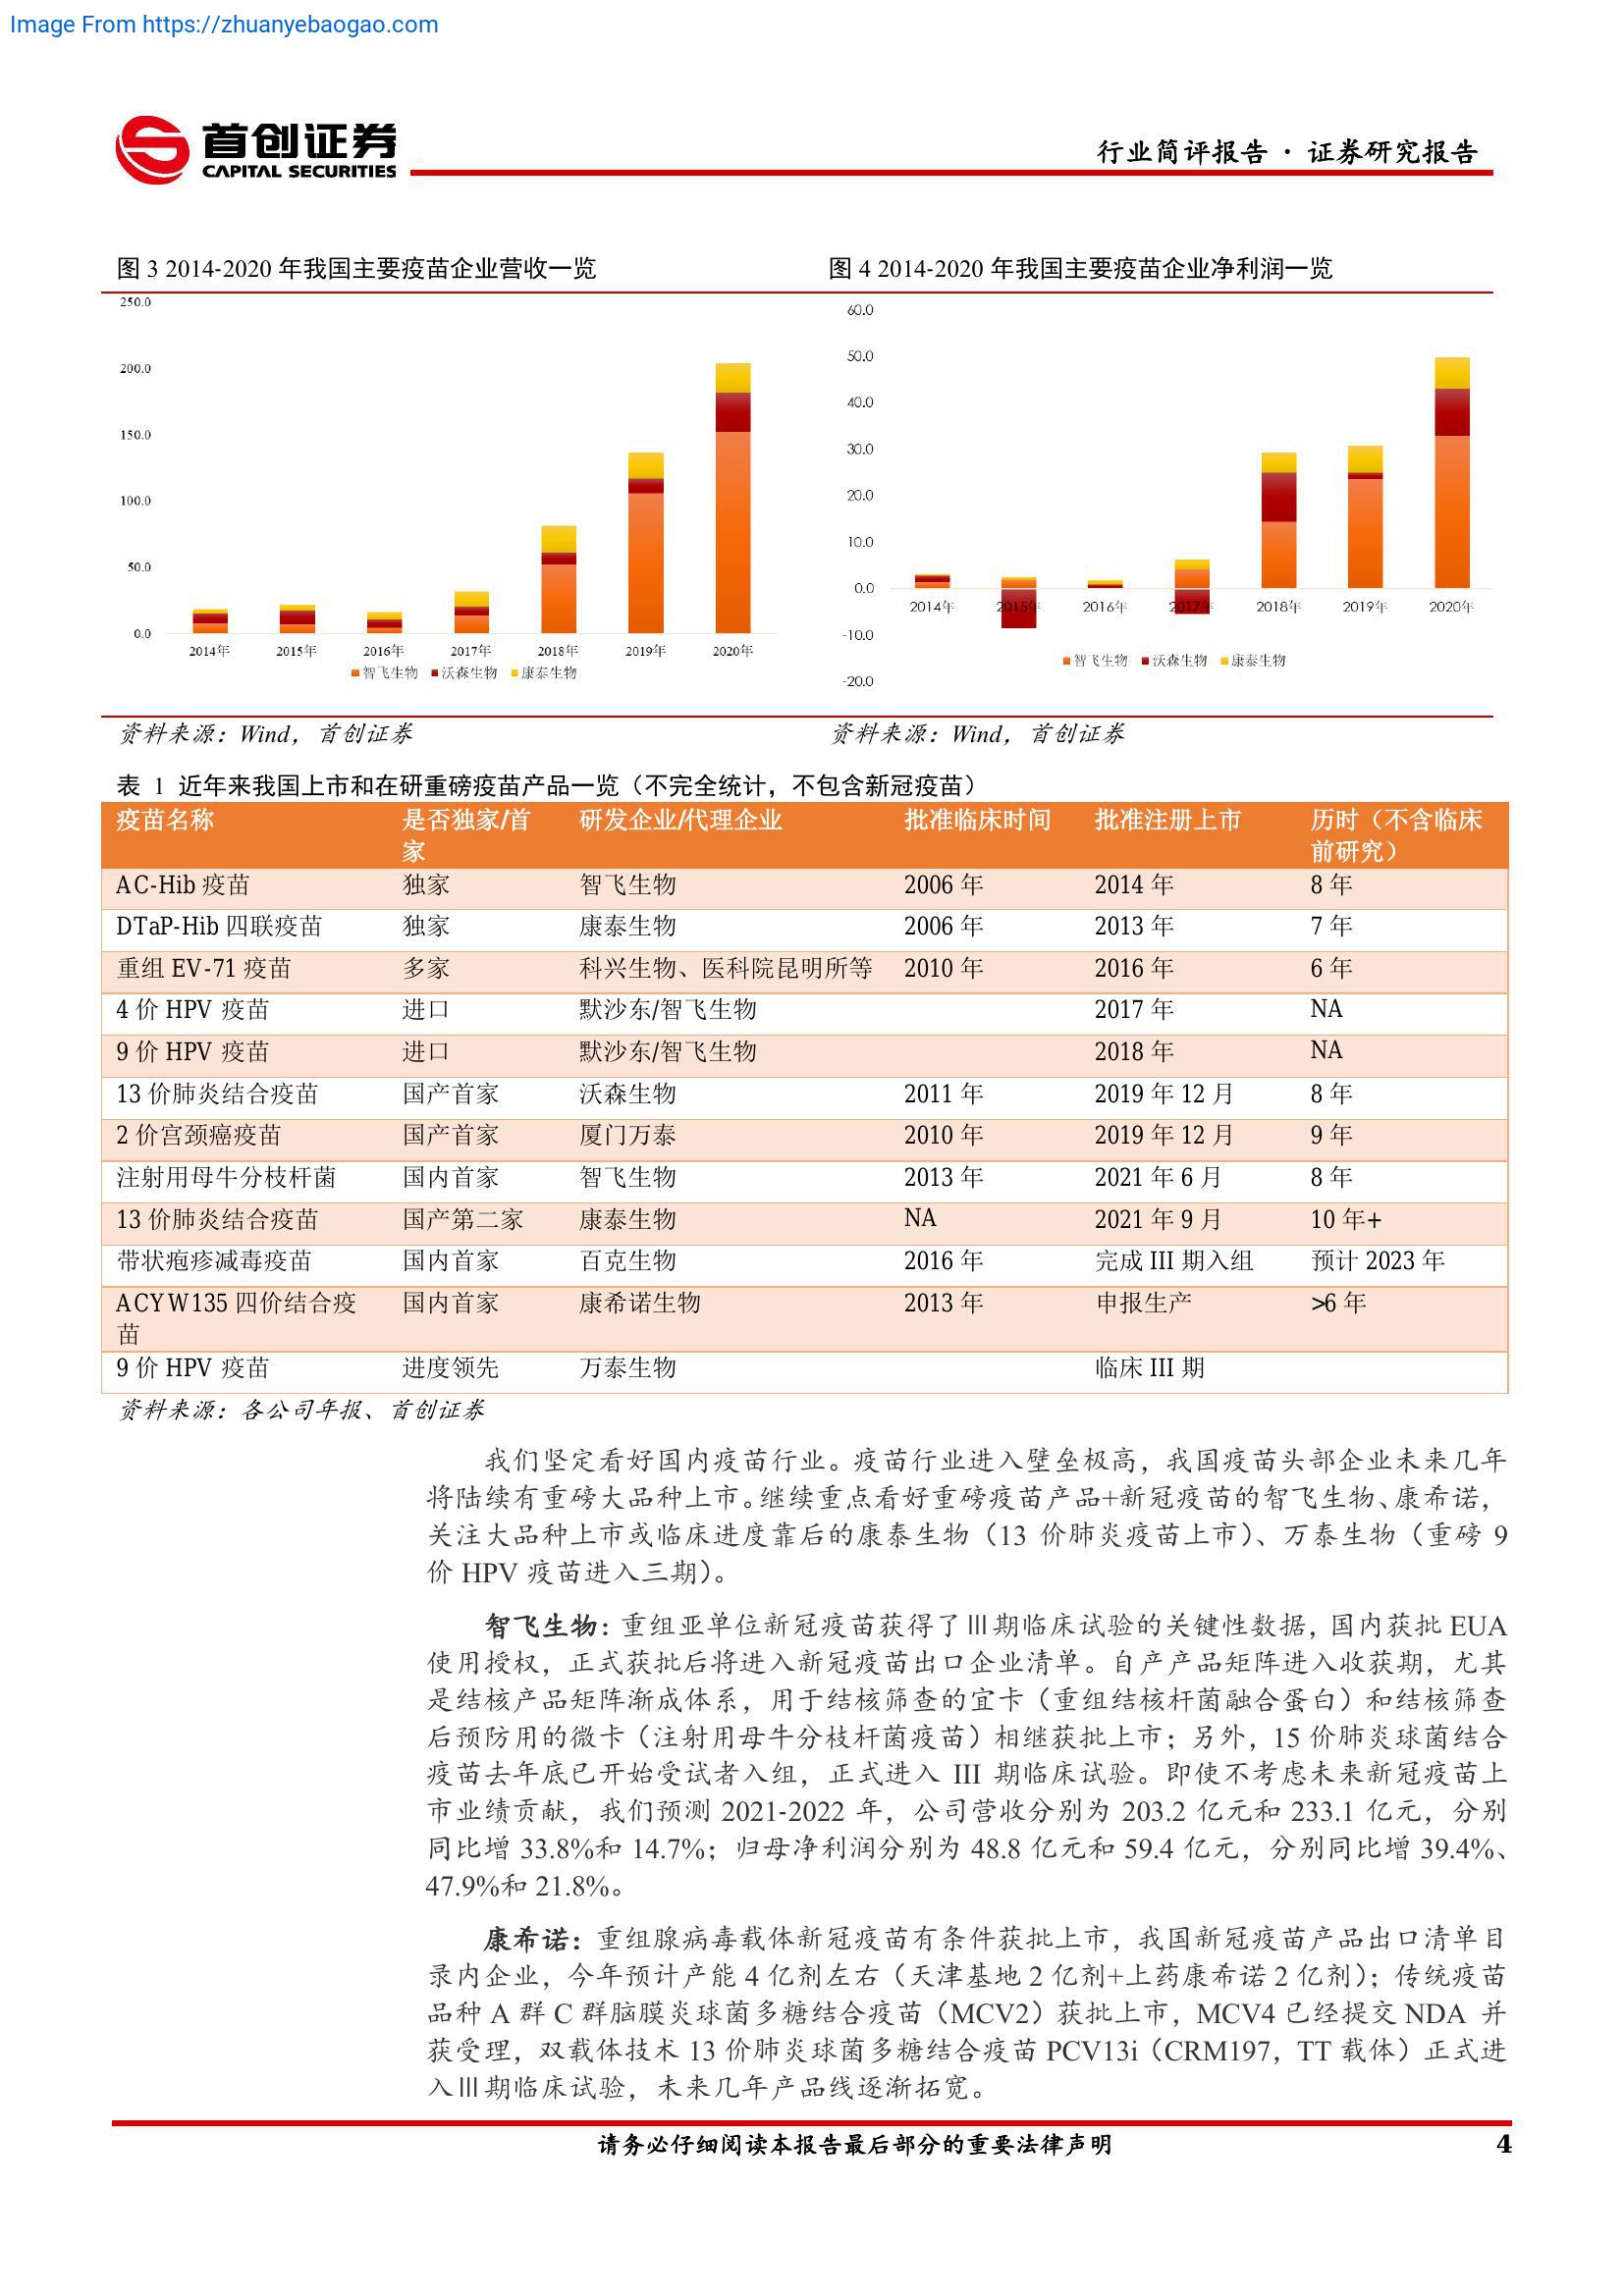 Image From https://zhuanyebaogao.com
首创证券
CAPITAL SECURITIES
行业简评报告 · 证券研究报告
图 3 2014-2020 年我国主要疫苗企业营收一览
250.0
200.0
150.0
100.0
50.0
0.0
2014年 2015年 2016年 2017年 2018年 2019年 2020年
智飞生物 沃森生物 康泰生物
图 4 2014-2020 年我国主要疫苗企业净利润一览
60.0
50.0
40.0
30.0
20.0
10.0
0.0
2014年 2015年 2016年 2017年 2018年 2019年 2020年
-10.0
智飞生物 沃森生物 康泰生物
-20.0
资料来源：Wind，首创证券
资料来源：Wind，首创证券
表 1 近年来我国上市和在研重磅疫苗产品一览（不完全统计，不包含新冠疫苗）
疫苗名称 是否独家/首 研发企业/代理企业 批准临床时间 批准注册上市 历时（不含临床
家 前研究）
AC-Hib 疫苗 独家 智飞生物 2006 年 2014 年 8 年
DTaP-Hib 四联疫苗 独家 康泰生物 2006 年 2013 年 7 年
重组 EV-71 疫苗 多家 科兴生物、医科院昆明所等 2010 年 2016 年 6 年
4 价 HPV 疫苗 进口 默沙东/智飞生物 2017 年 NA
9 价 HPV 疫苗 进口 默沙东/智飞生物 2018 年 NA
13 价肺炎结合疫苗 国产首家 沃森生物 2011 年 2019 年 12 月 8 年
2 价宫颈癌疫苗 国产首家 厦门万泰 2010 年 2019 年 12 月 9 年
注射用母牛分枝杆菌 国内首家 智飞生物 2013 年 2021 年 6 月 8 年
13 价肺炎结合疫苗 国产第二家 康泰生物 NA 2021 年 9 月 10 年+
带状疱疹减毒疫苗 国内首家 百克生物 2016 年 完成 III 期入组 预计 2023 年
ACYW135 四价结合疫 国内首家 康希诺生物 2013 年 申报生产 >6 年
苗
9 价 HPV 疫苗 进度领先 万泰生物 临床 III 期
资料来源：各公司年报、首创证券
我们坚定看好国内疫苗行业。疫苗行业进入壁垒极高，我国疫苗头部企业未来几年
将陆续有重磅大品种上市。继续重点看好重磅疫苗产品+新冠疫苗的智飞生物、康希诺，
关注大品种上市或临床进度靠后的康泰生物（13 价肺炎疫苗上市）、万泰生物（重磅 9
价 HPV 疫苗进入三期）。
智飞生物：重组亚单位新冠疫苗获得了Ⅲ期临床试验的关键性数据，国内获批 EUA
使用授权，正式获批后将进入新冠疫苗出口企业清单。自产产品矩阵进入收获期，尤其
是结核产品矩阵渐成体系，用于结核筛查的宜卡（重组结核杆菌融合蛋白）和结核筛查
后预防用的微卡（注射用母牛分枝杆菌疫苗）相继获批上市；另外，15 价肺炎球菌结合
疫苗去年底已开始受试者入组，正式进入 III 期临床试验。即使不考虑未来新冠疫苗上
市业绩贡献，我们预测 2021-2022 年，公司营收分别为 203.2 亿元和 233.1 亿元，分别
同比增 33.8%和 14.7%；归母净利润分别为 48.8 亿元和 59.4 亿元，分别同比增 39.4%、
47.9%和 21.8%。
康希诺：重组腺病毒载体新冠疫苗有条件获批上市，我国新冠疫苗产品出口清单目
录内企业，今年预计产能 4 亿剂左右（天津基地 2 亿剂+上药康希诺 2 亿剂）；传统疫苗
品种 A 群 C 群脑膜炎球菌多糖结合疫苗（MCV2）获批上市，MCV4 已经提交 NDA 并
获受理，双载体技术 13 价肺炎球菌多糖结合疫苗 PCV13i（CRM197，TT 载体）正式进
入Ⅲ期临床试验，未来几年产品线逐渐拓宽。
请务必仔细阅读本报告最后部分的重要法律声明 4